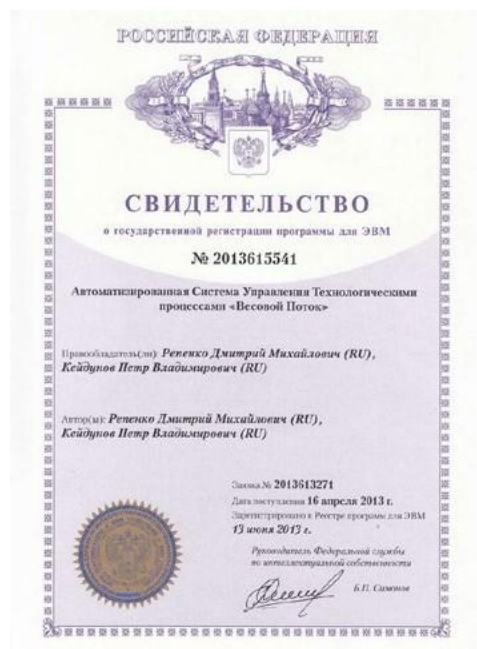 РОССИЙСКАЯ ФЕДЕРАЦИЯ
СВИДЕТЕЛЬСТВО
о государственной регистрации программы для ЭВМ
№ 2013615541
Автоматизированная Система Управления Технологическими
процессами «Весовой Поток»
Правообладатель(ли): Репенко Дмитрий Михайлович (RU),
Кейдунов Петр Владимирович (RU)
Автор(ы): Репенко Дмитрий Михайлович (RU),
Кейдунов Петр Владимирович (RU)
Заявка № 2013613271
Дата поступления 16 апреля 2013 г.
Зарегистрировано в Реестре программ для ЭВМ
13 июня 2013 г.
Руководитель Федеральной службы
по интеллектуальной собственности
Б.П. Симонов